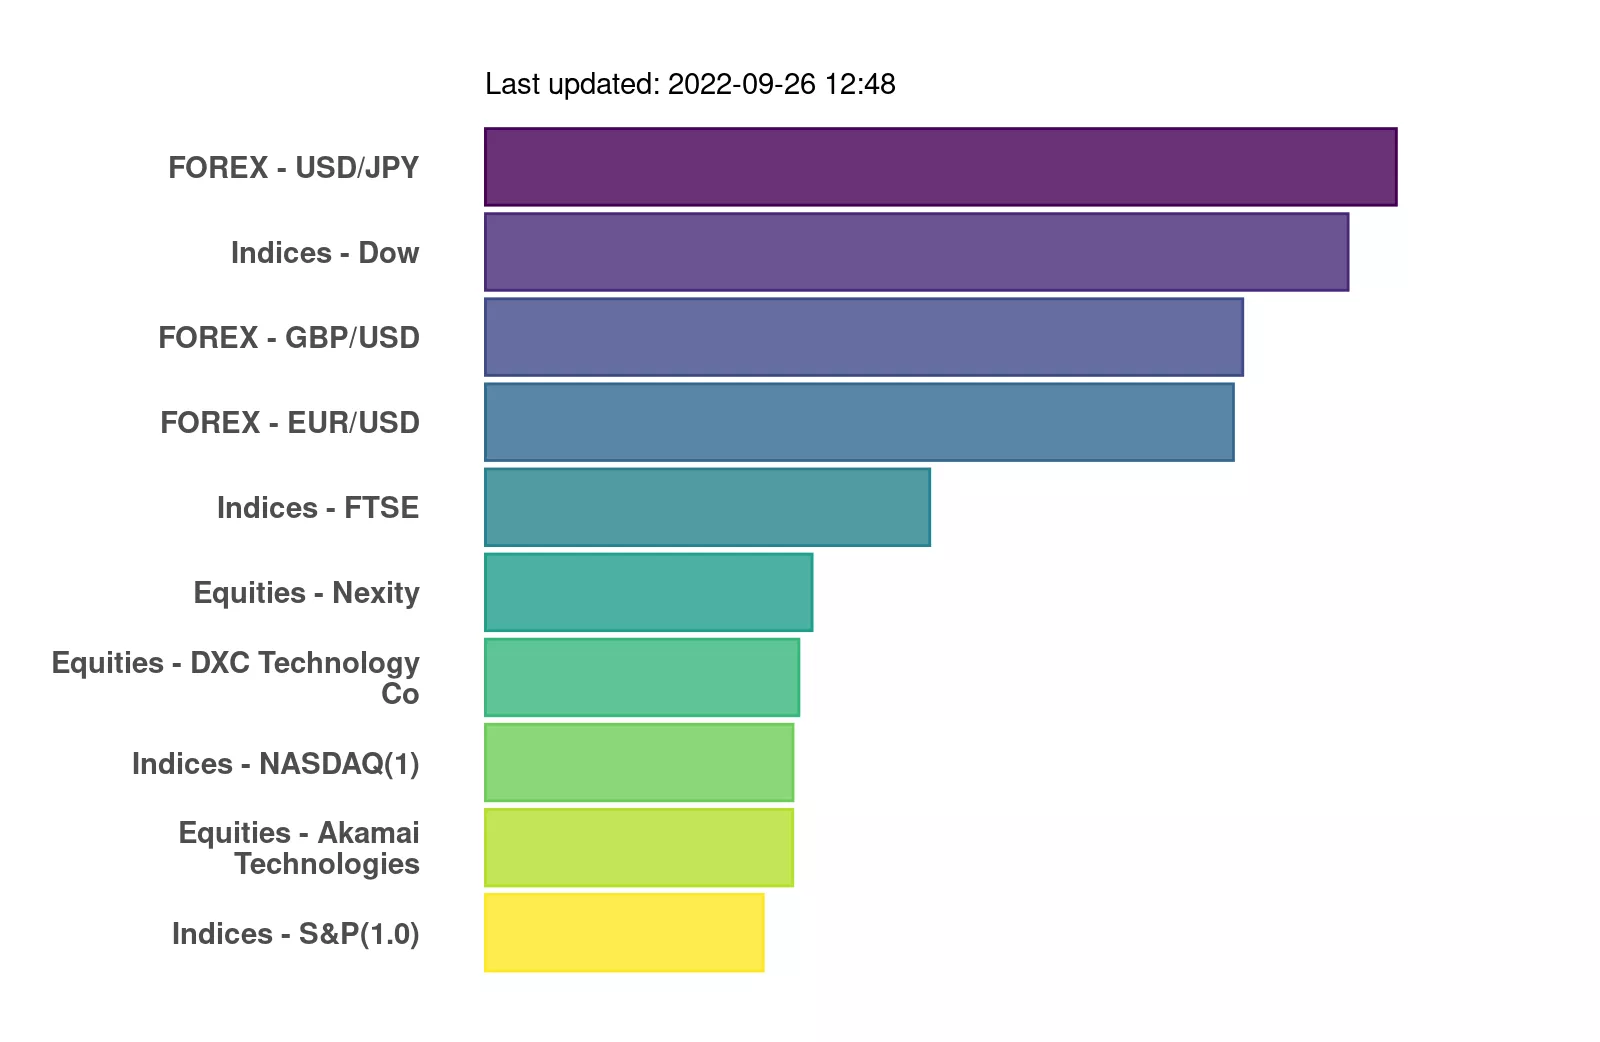 Last updated: 2022-09-26 12:48
FOREX - USD/JPY
Indices - Dow
FOREX - GBP/USD
FOREX - EUR/USD
Indices - FTSE
Equities - Nexity
Equities - DXC Technology
Co
Indices - NASDAQ(1)
Equities - Akamai
Technologies
Indices - S&P(1.0)